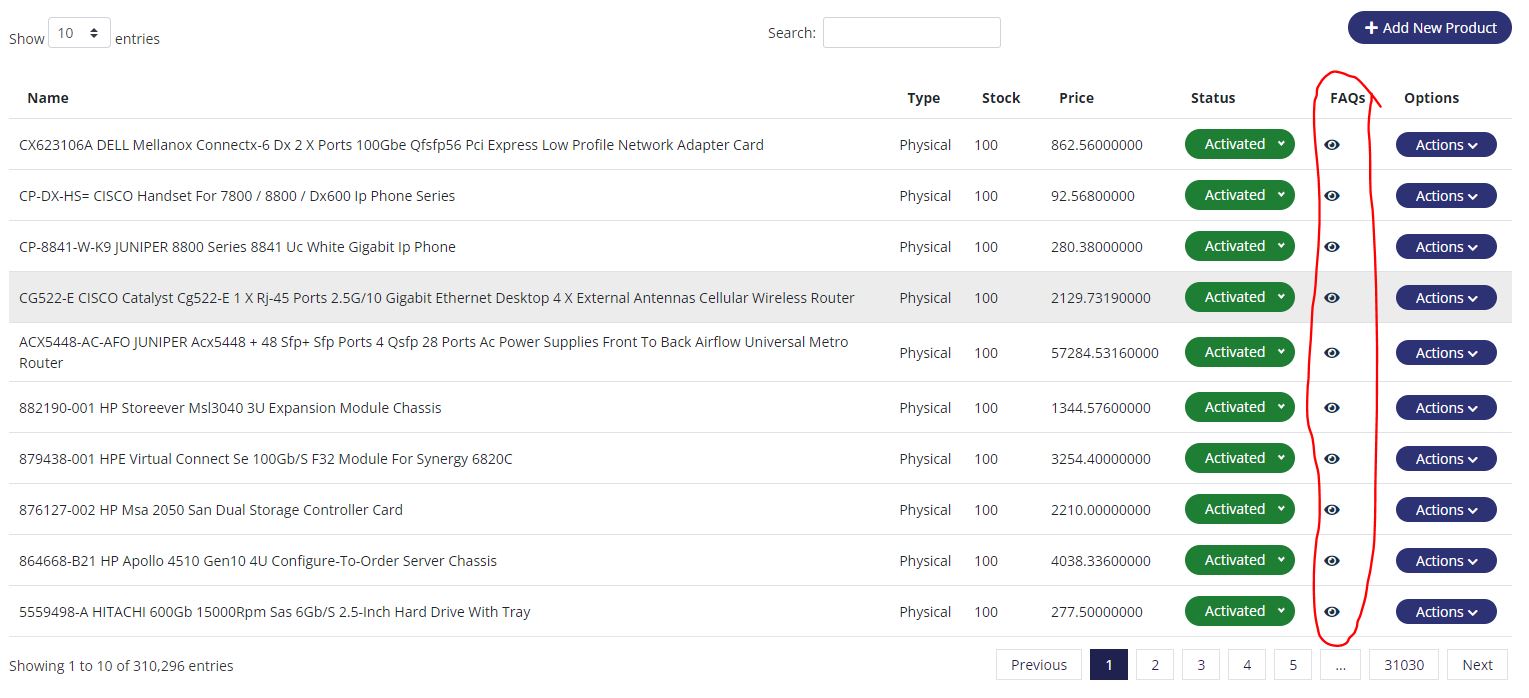 Show 10 entries Search: + Add New Product
Name Type Stock Price Status FAQs Options
CX623106A DELL Mellanox Connectx-6 Dx 2 X Ports 100Gbe Qfsfp56 Pci Express Low Profile Network Adapter Card Physical 100 862.56000000 Activated Actions
CP-DX-HS= CISCO Handset For 7800 / 8800 / Dx600 Ip Phone Series Physical 100 92.56800000 Activated Actions
CP-8841-W-K9 JUNIPER 8800 Series 8841 Uc White Gigabit Ip Phone Physical 100 280.38000000 Activated Actions
CG522-E CISCO Catalyst Cg522-E 1 X Rj-45 Ports 2.5G/10 Gigabit Ethernet Desktop 4 X External Antennas Cellular Wireless Router Physical 100 2129.73190000 Activated Actions
ACX5448-AC-AFO JUNIPER Acx5448 + 48 Sfp+ Sfp Ports 4 Qsfp 28 Ports Ac Power Supplies Front To Back Airflow Universal Metro
Router Physical 100 57284.53160000 Activated Actions
882190-001 HP Storeever Msl3040 3U Expansion Module Chassis Physical 100 1344.57600000 Activated Actions
879438-001 HPE Virtual Connect Se 100Gb/S F32 Module For Synergy 6820C Physical 100 3254.40000000 Activated Actions
876127-002 HP Msa 2050 San Dual Storage Controller Card Physical 100 2210.00000000 Activated Actions
864668-B21 HP Apollo 4510 Gen10 4U Configure-To-Order Server Chassis Physical 100 4038.33600000 Activated Actions
5559498-A HITACHI 600Gb 15000Rpm Sas 6Gb/S 2.5-Inch Hard Drive With Tray Physical 100 277.50000000 Activated Actions
Showing 1 to 10 of 310,296 entries Previous 1 2 3 4 5 ... 31030 Next